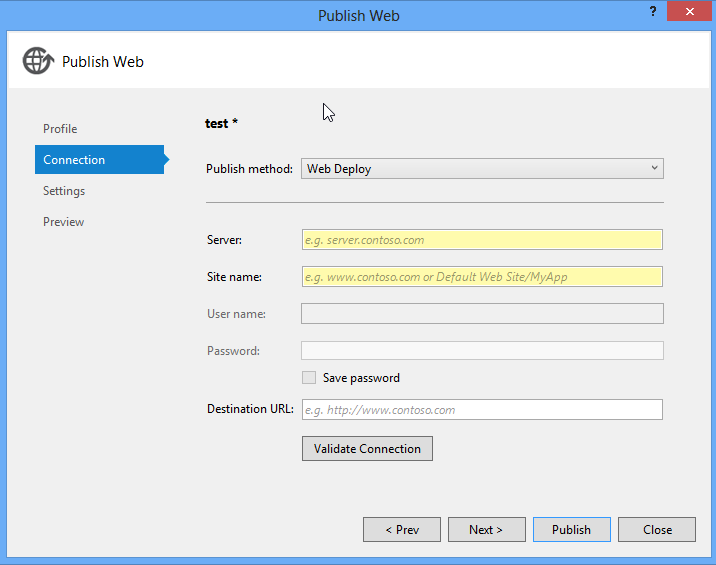 Publish Web
?
Publish Web
Profile
Connection
Settings
Preview
test *
Publish method: Web Deploy
Server: e.g. server.contoso.com
Site name: e.g. www.contoso.com or Default Web Site/MyApp
User name:
Password:
Save password
Destination URL: e.g. http://www.contoso.com
Validate Connection
< Prev Next > Publish Close